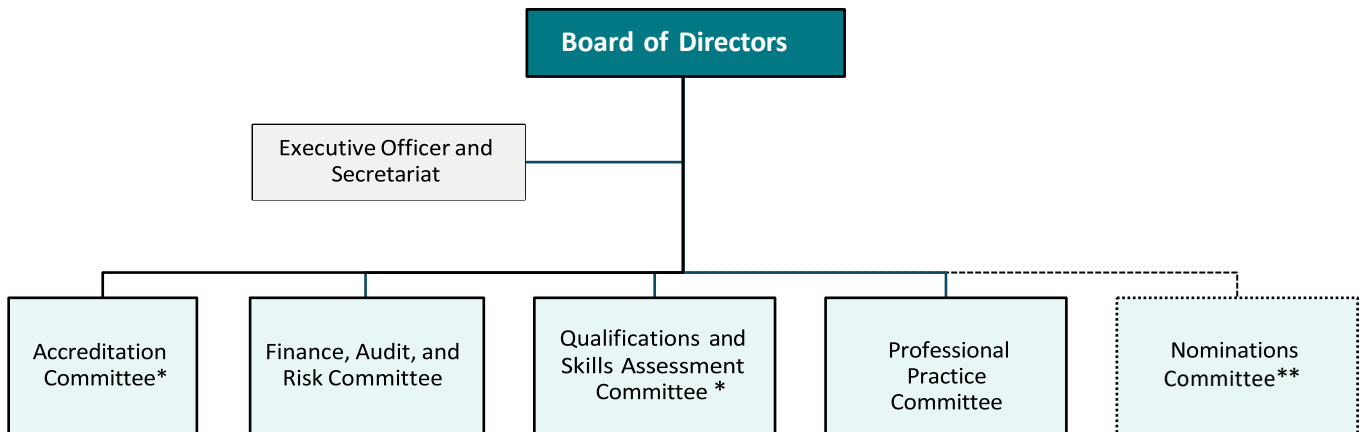 Board of Directors
Executive Officer and
Secretariat
Accreditation
Committee*
Finance, Audit, and
Risk Committee
Qualifications and
Skills Assessment
Committee *
Professional
Practice
Committee
Nominations
Committee**